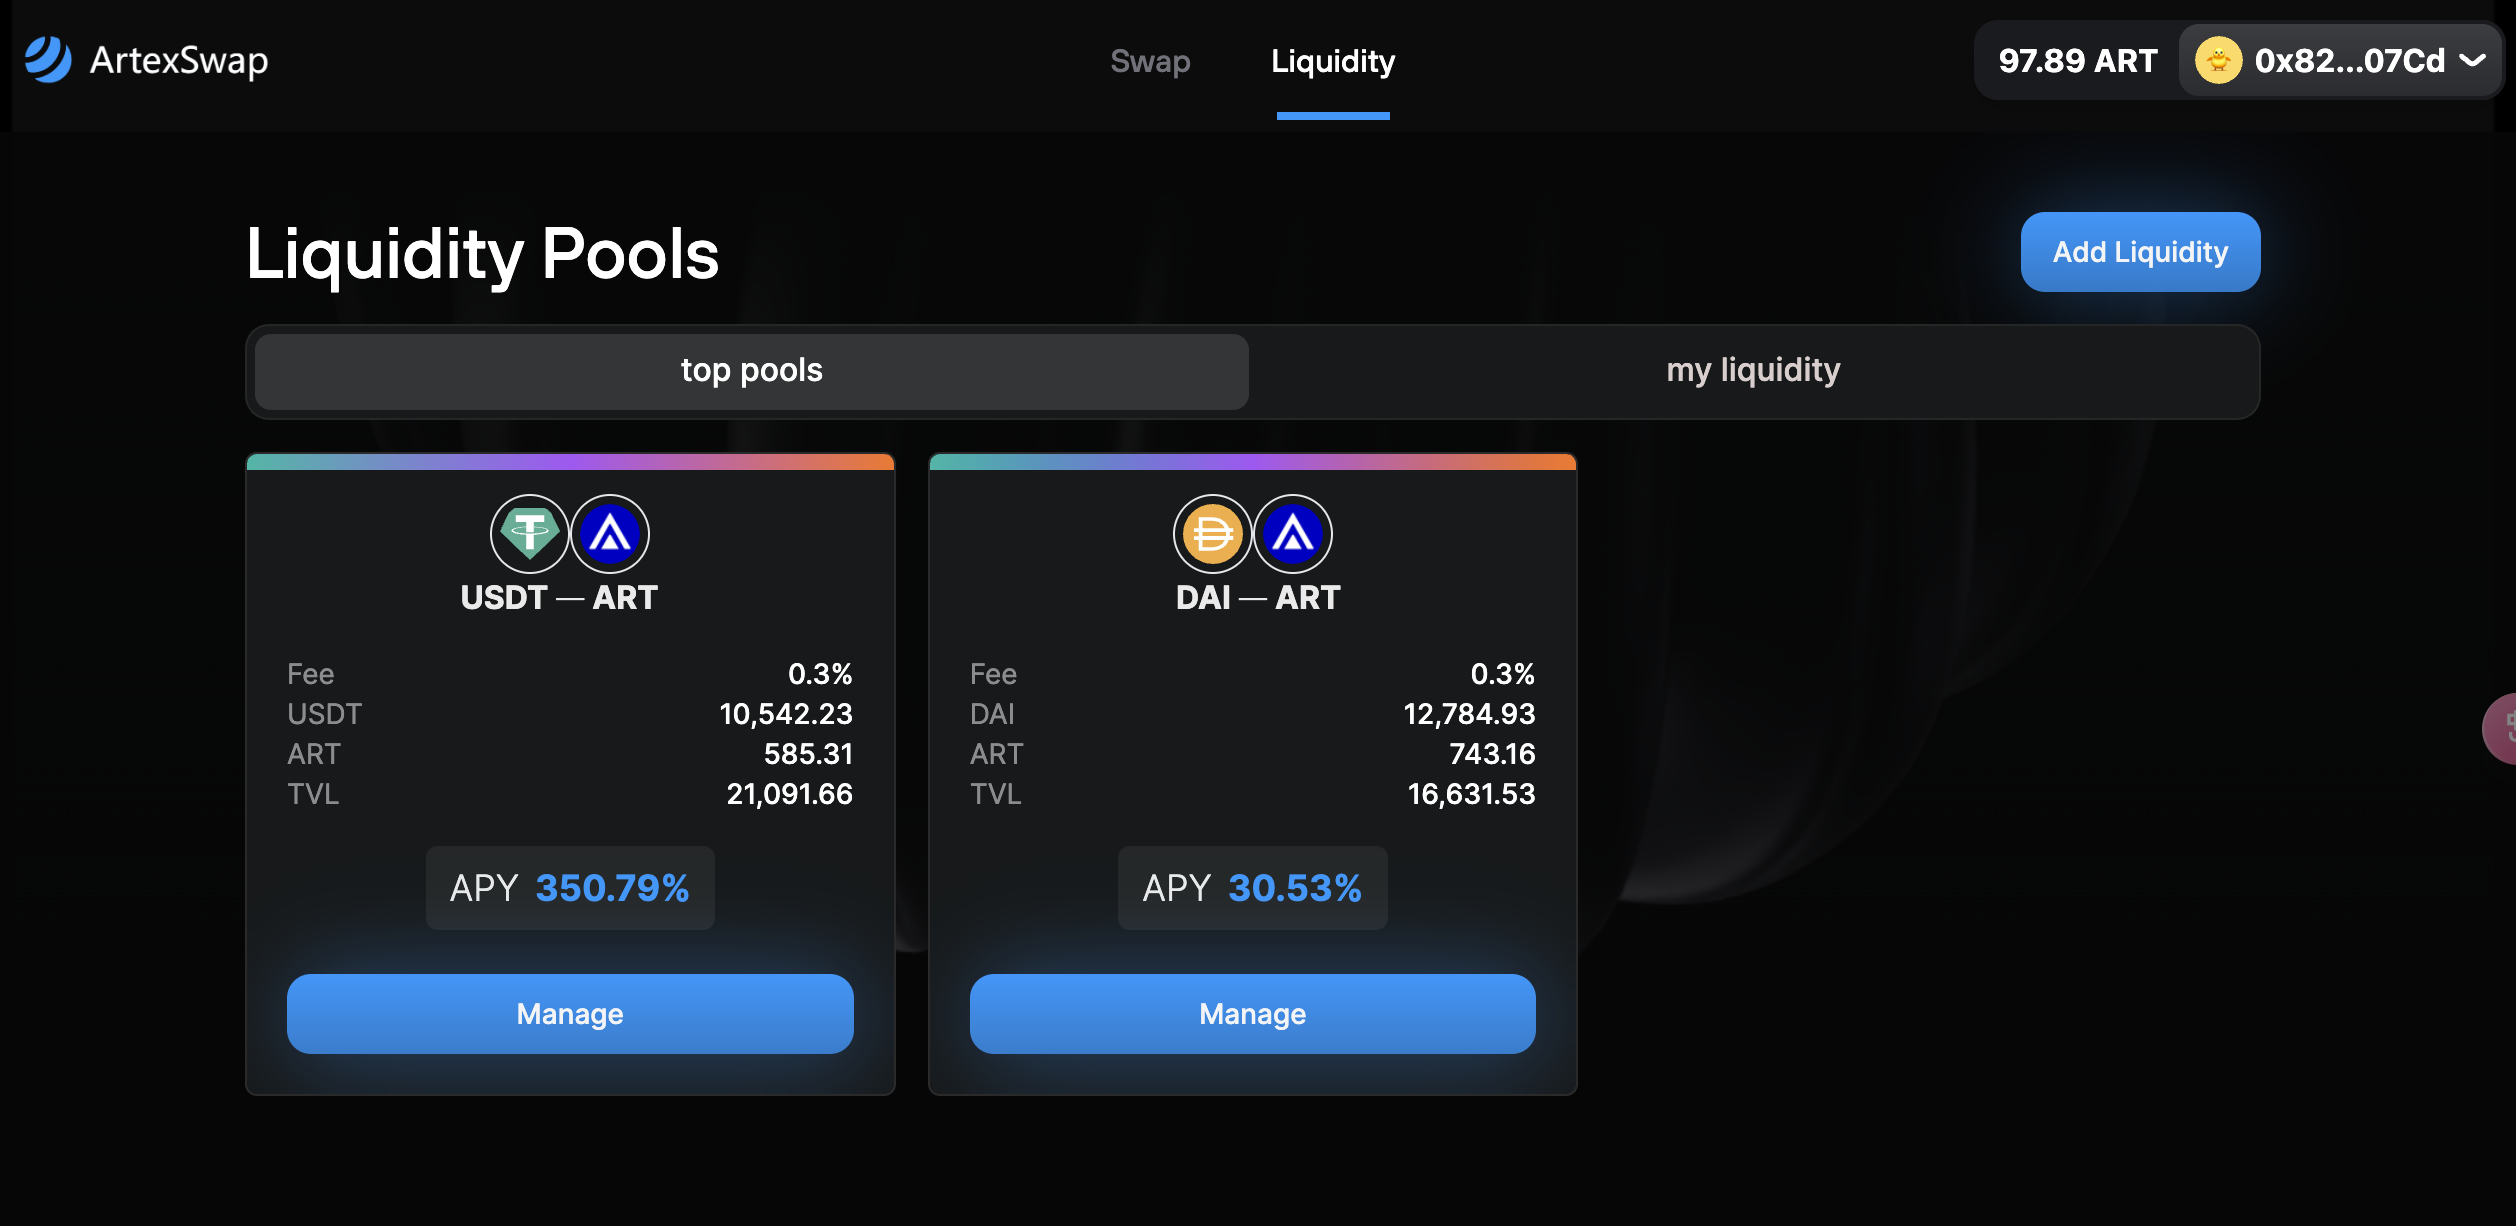 ArtexSwap
Swap
Liquidity
97.89 ART
0x82...07Cd
Liquidity Pools
Add Liquidity
top pools
my liquidity
USDT — ART
Fee 0.3%
USDT 10,542.23
ART 585.31
TVL 21,091.66
APY 350.79%
Manage
DAI — ART
Fee 0.3%
DAI 12,784.93
ART 743.16
TVL 16,631.53
APY 30.53%
Manage